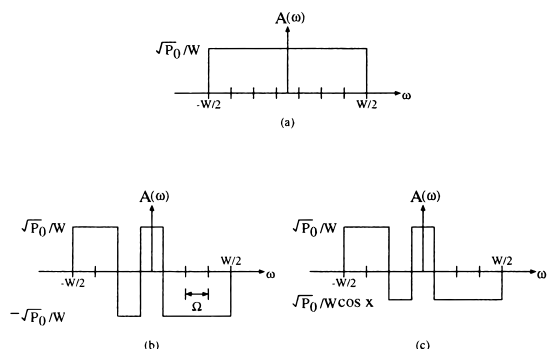 A(ω)
√P₀/W
-W/2
W/2
ω
(a)
A(ω)
√P₀/W
-W/2
W/2
ω
Ω
-√P₀/W
(b)
A(ω)
√P₀/W
-W/2
W/2
ω
√P₀/W cos x
(c)